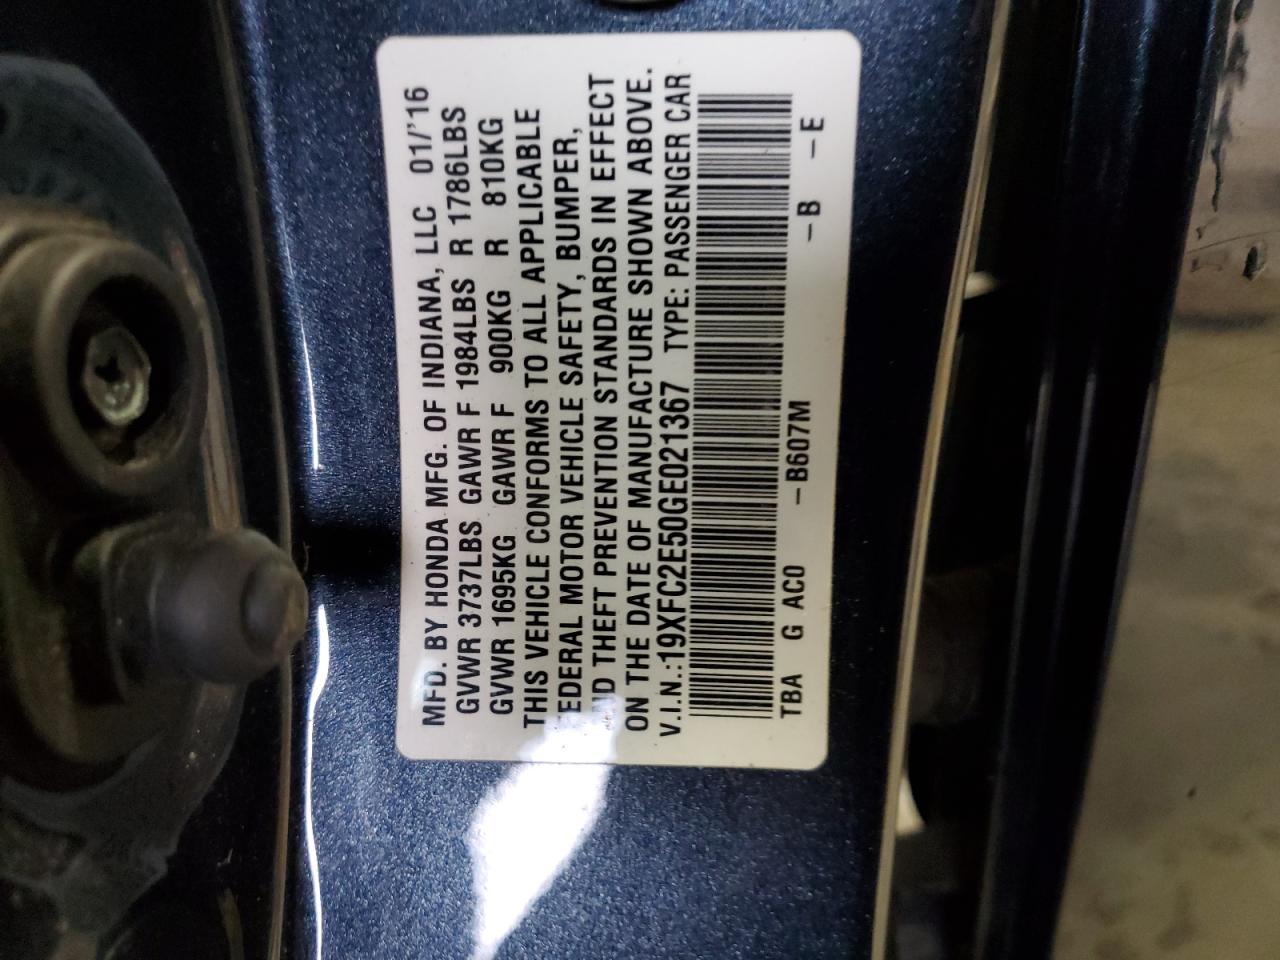 MFD. BY HONDA MFG. OF INDIANA, LLC 01/'16
GVWR 3737LBS GAWR F 1984LBS R 1786LBS
GVWR 1695KG GAWR F 900KG R 810KG
THIS VEHICLE CONFORMS TO ALL APPLICABLE
FEDERAL MOTOR VEHICLE SAFETY, BUMPER,
AND THEFT PREVENTION STANDARDS IN EFFECT
ON THE DATE OF MANUFACTURE SHOWN ABOVE.
V.I.N.:19XFC2E50GE021367 TYPE: PASSENGER CAR
TBA G AC0 -B607M -B -E